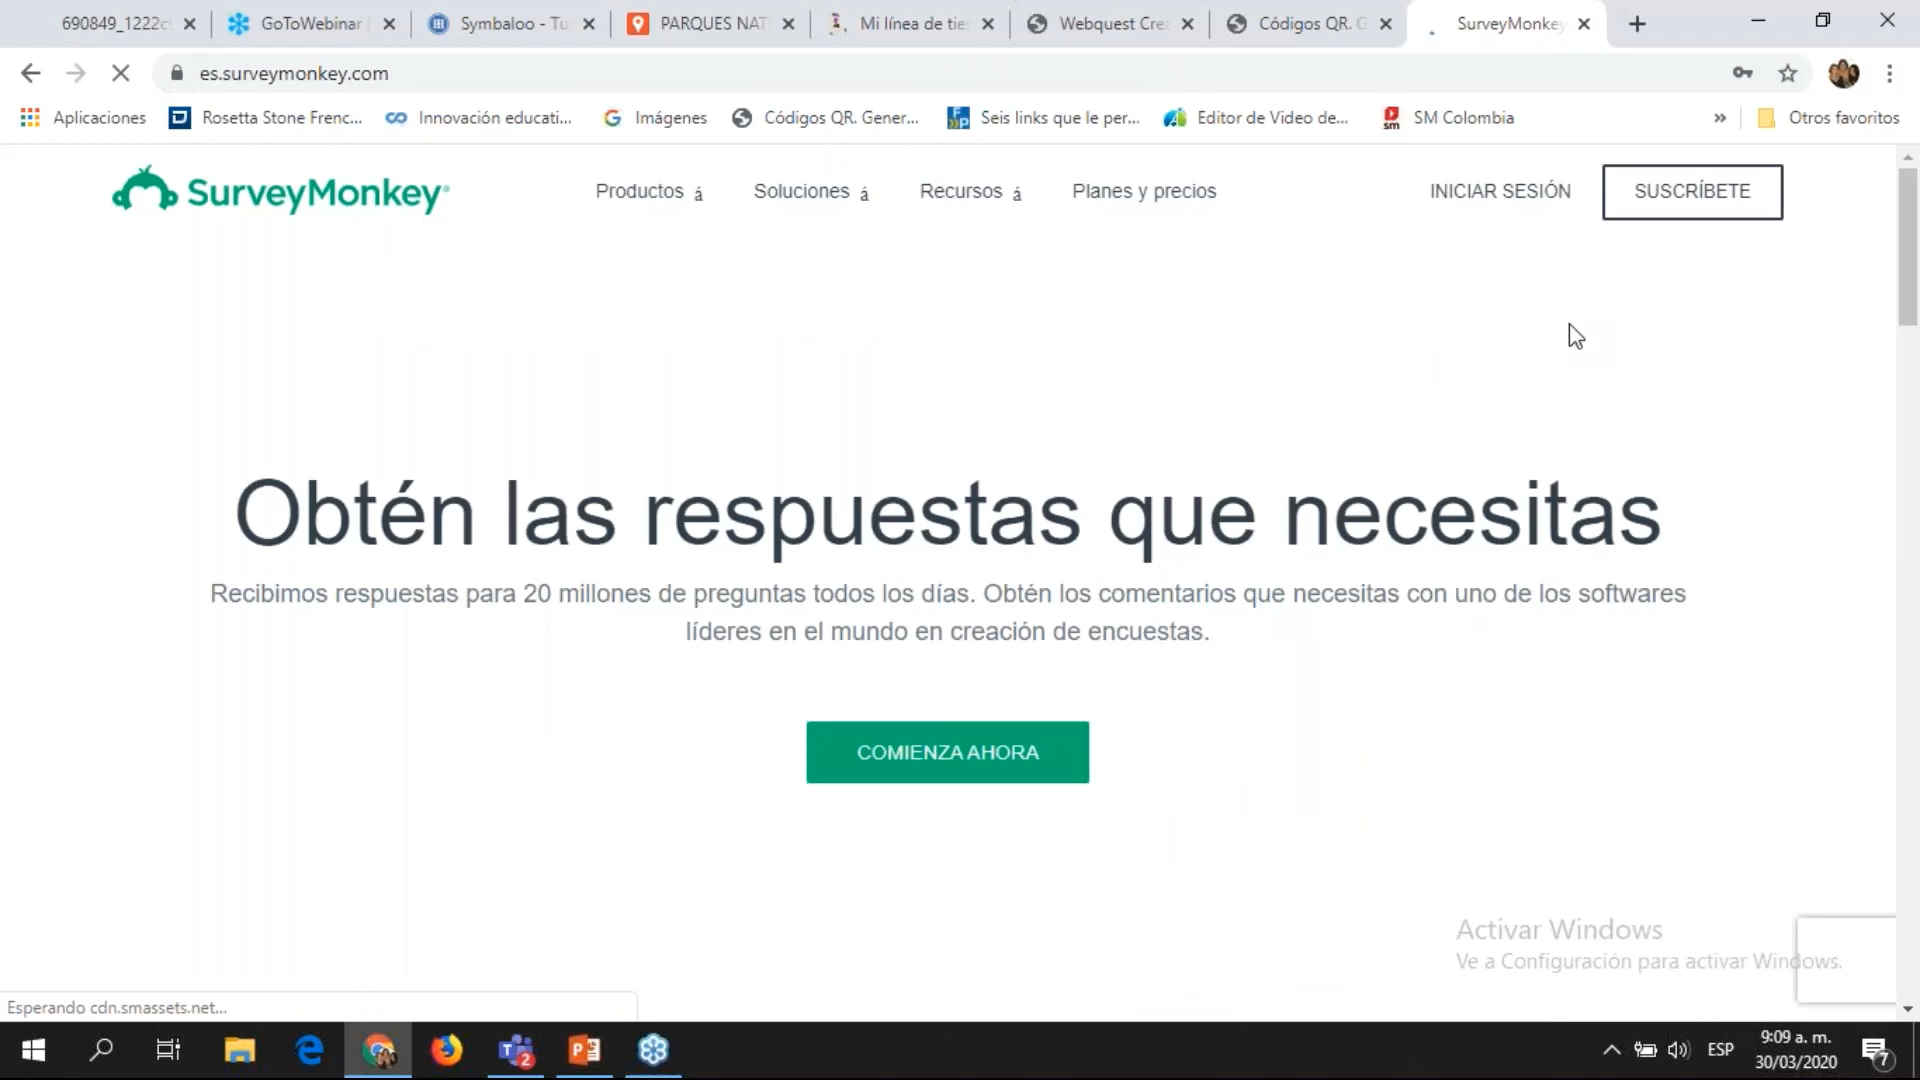 690849_1222c
GoToWebinar
Symbaloo - Tu
PARQUES NAT
Mi línea de tie
Webquest Cre
Códigos QR. G
SurveyMonkey
es.surveymonkey.com
Aplicaciones
Rosetta Stone Frenc...
Innovación educati...
Imágenes
Códigos QR. Gener...
Seis links que le per...
Editor de Video de...
SM Colombia
»
Otros favoritos
SurveyMonkey
Productos á
Soluciones á
Recursos á
Planes y precios
INICIAR SESIÓN
SUSCRÍBETE
Obtén las respuestas que necesitas
Recibimos respuestas para 20 millones de preguntas todos los días. Obtén los comentarios que necesitas con uno de los softwares
líderes en el mundo en creación de encuestas.
COMIENZA AHORA
Activar Windows
Ve a Configuración para activar Windows.
Esperando cdn.smassets.net...
ESP
9:09 a. m.
30/03/2020
7
2